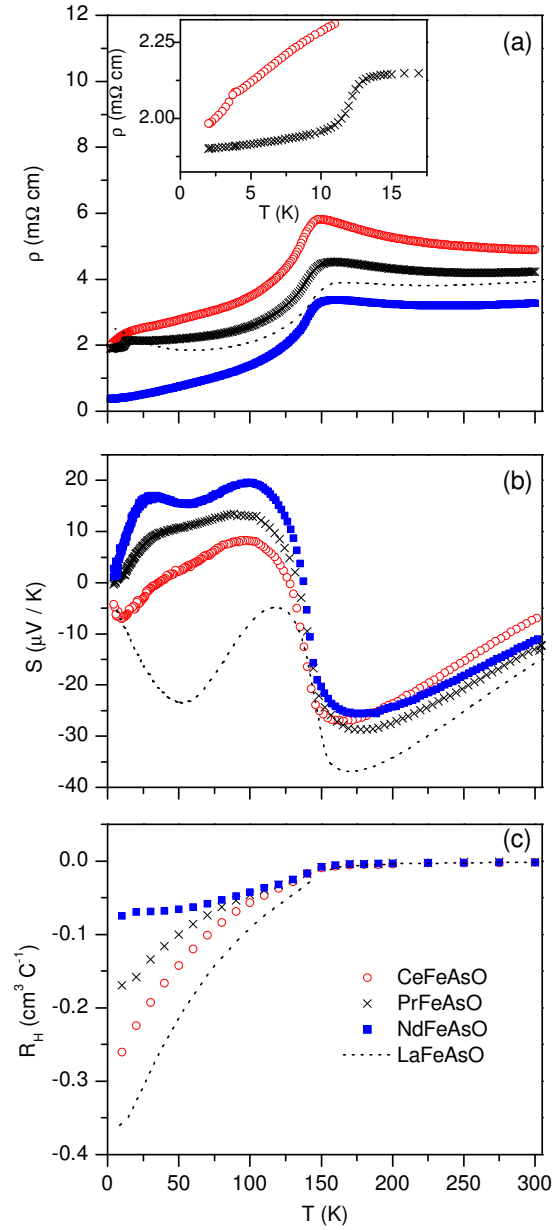 12
10
8
6
4
2
0
ρ (mΩ cm)
(a)
2.25
2.00
ρ (mΩ cm)
0 5 10 15
T (K)
20
10
0
-10
-20
-30
-40
S (μV / K)
(b)
0.0
-0.1
-0.2
-0.3
-0.4
R_H (cm³ C⁻¹)
(c)
CeFeAsO
PrFeAsO
NdFeAsO
LaFeAsO
0 50 100 150 200 250 300
T (K)